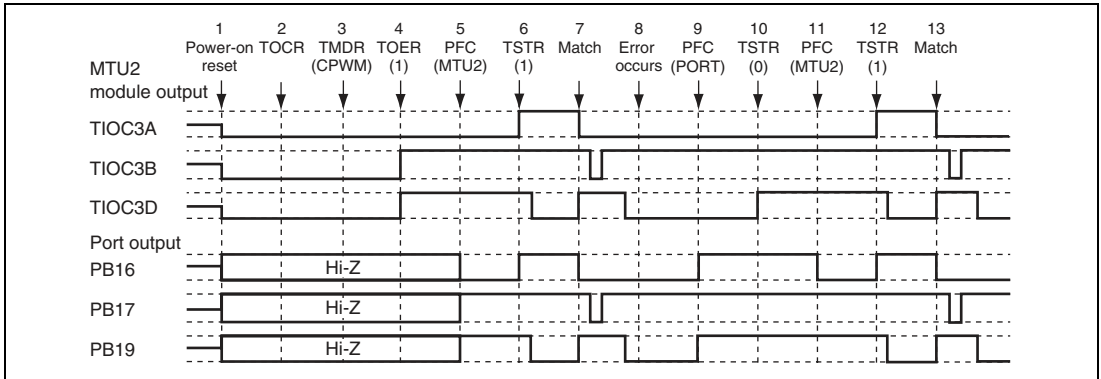 1 2 3 4 5 6 7 8 9 10 11 12 13
Power-on TOCR TMDR TOER PFC TSTR Match Error PFC TSTR PFC TSTR Match
reset (CPWM) (1) (MTU2) (1) occurs (PORT) (0) (MTU2) (1)
MTU2
module output
TIOC3A
TIOC3B
TIOC3D
Port output
PB16 Hi-Z
PB17 Hi-Z
PB19 Hi-Z